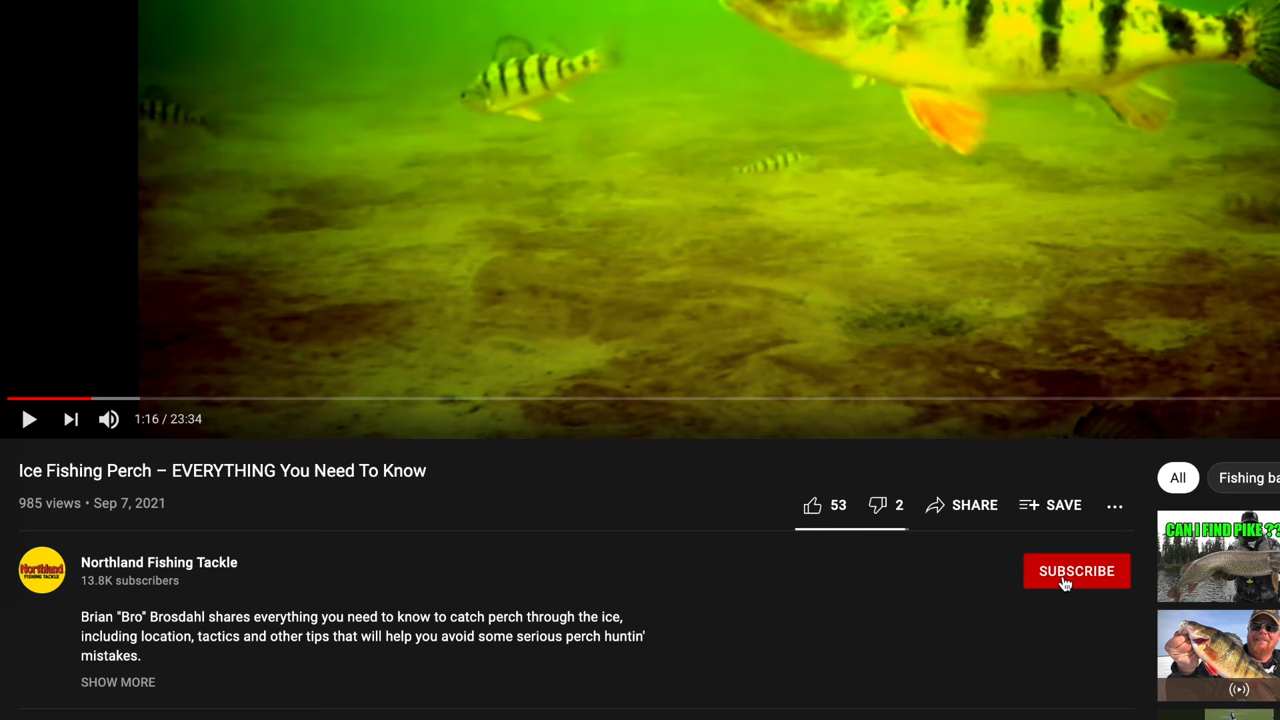 1:16 / 23:34
Ice Fishing Perch – EVERYTHING You Need To Know
985 views • Sep 7, 2021
53
2
SHARE
SAVE
All
Fishing ba
CAN I FIND PIKE ??
Northland
FISHING TACKLE
Northland Fishing Tackle
13.8K subscribers
SUBSCRIBE
Brian "Bro" Brosdahl shares everything you need to know to catch perch through the ice,
including location, tactics and other tips that will help you avoid some serious perch huntin'
mistakes.
SHOW MORE